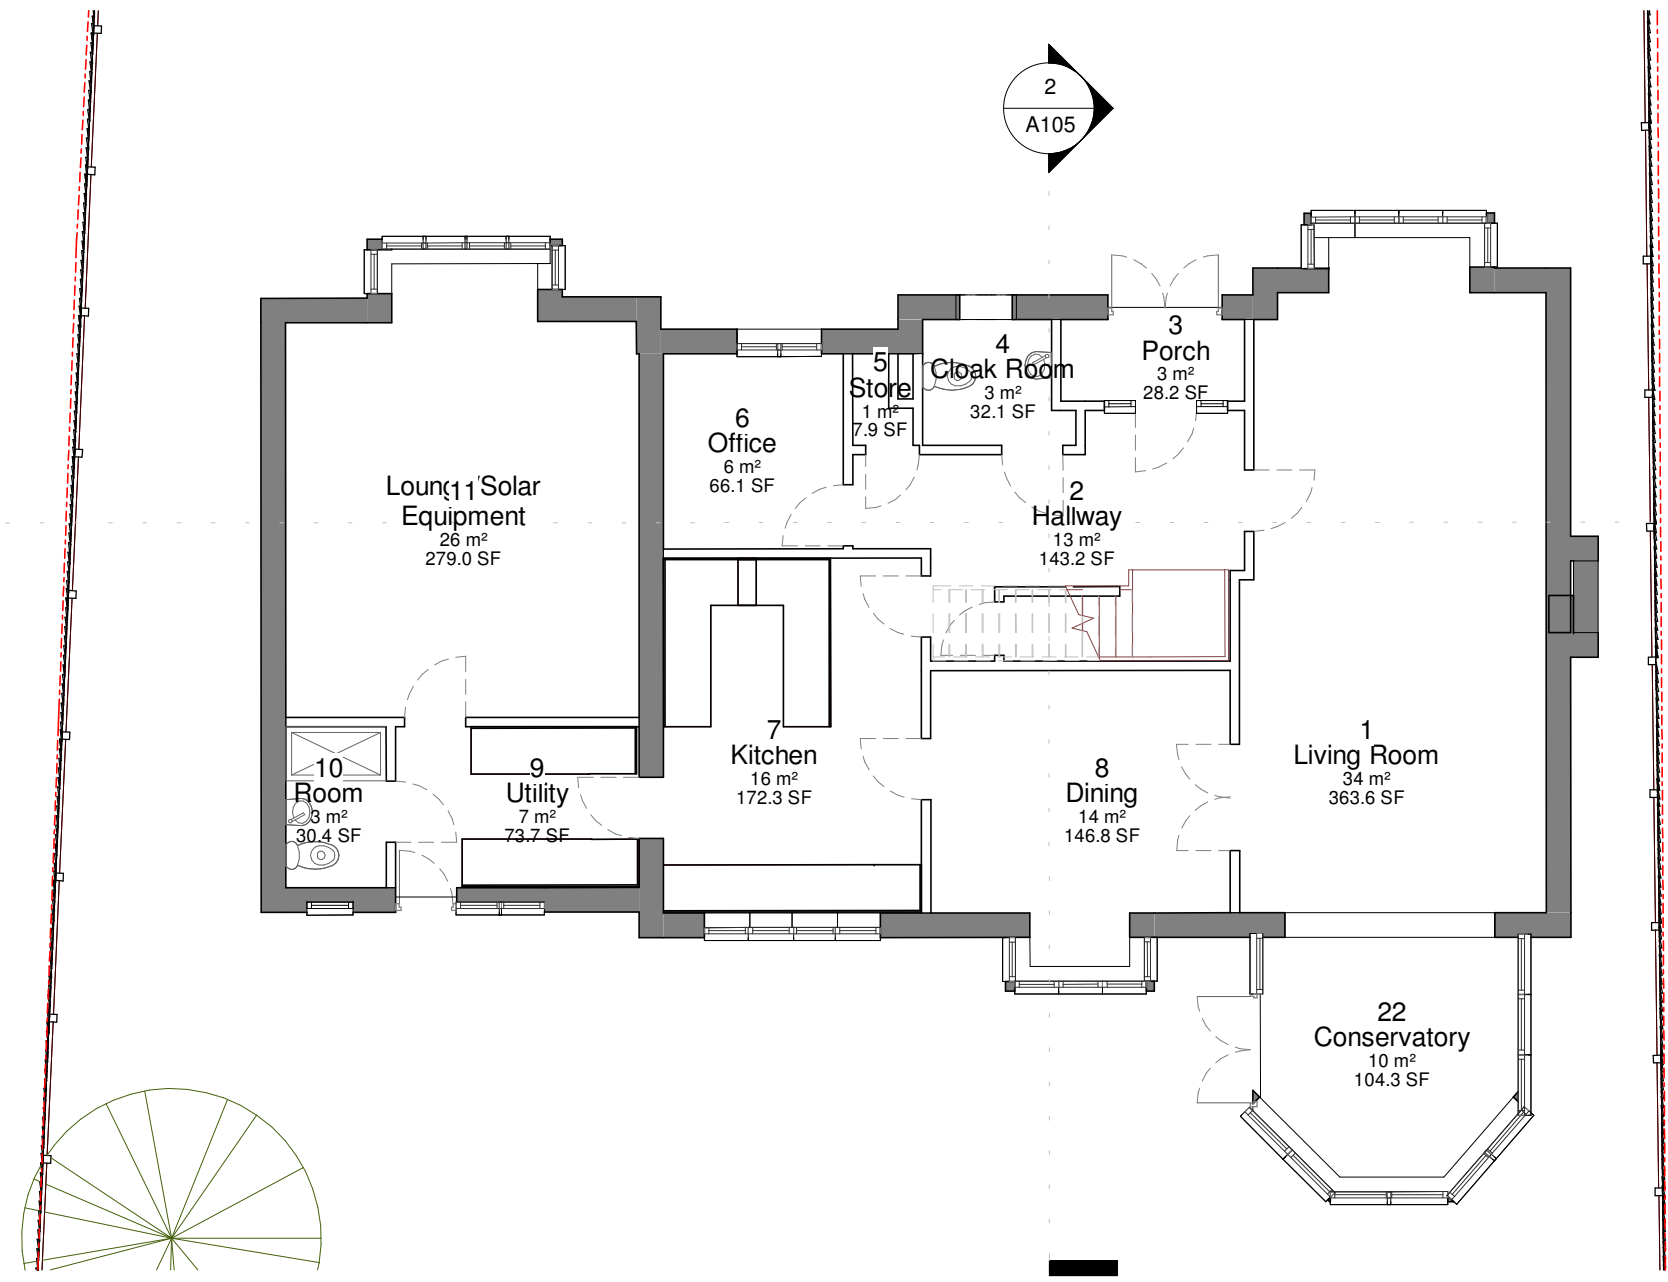 2
A105
3
Porch
3 m²
28.2 SF
4
Cloak Room
3 m²
32.1 SF
5
Store
1 m²
7.9 SF
6
Office
6 m²
66.1 SF
11
Solar
Equipment
26 m²
279.0 SF
2
Hallway
13 m²
143.2 SF
1
Living Room
34 m²
363.6 SF
7
Kitchen
16 m²
172.3 SF
8
Dining
14 m²
146.8 SF
9
Utility
7 m²
73.7 SF
10
Room
3 m²
30.4 SF
22
Conservatory
10 m²
104.3 SF